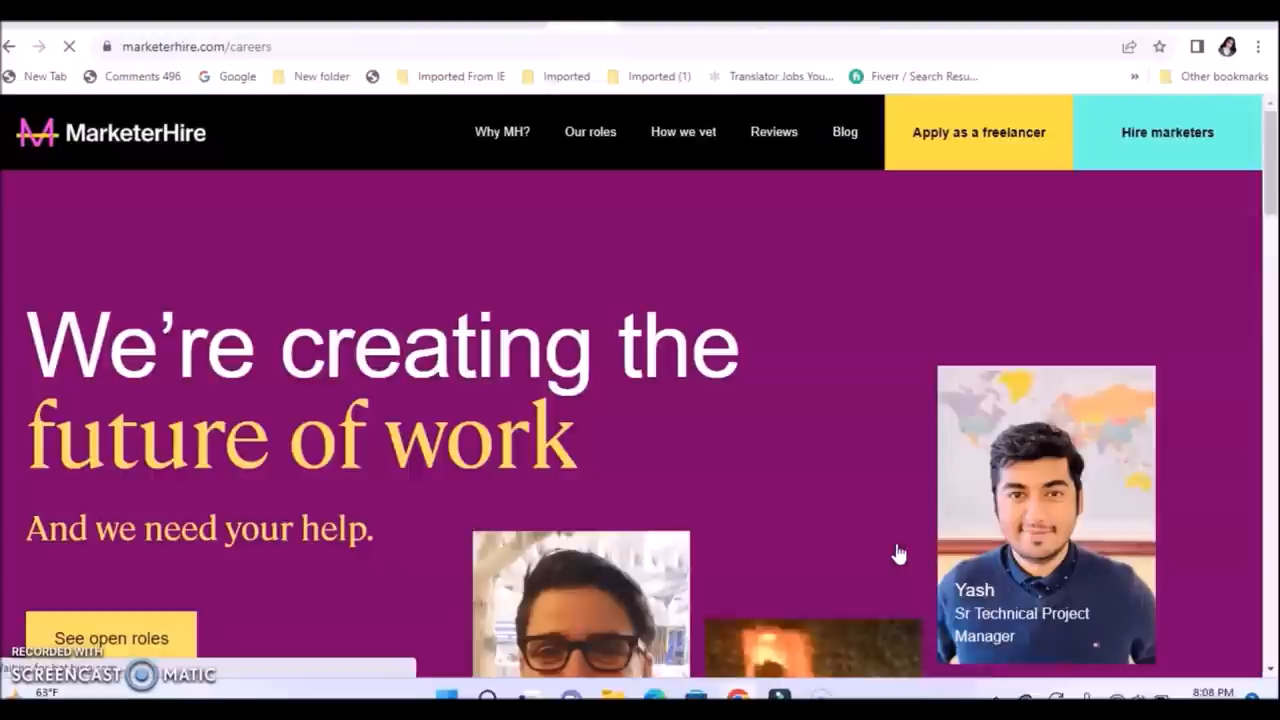 marketerhire.com/careers
New Tab
Comments 496
Google
New folder
Imported From IE
Imported
Imported (1)
Translator Jobs You...
Fiverr / Search Resu...
»
Other bookmarks
MarketerHire
Why MH?
Our roles
How we vet
Reviews
Blog
Apply as a freelancer
Hire marketers
We're creating the
future of work
And we need your help.
Yash
Sr Technical Project
Manager
See open roles
RECORDED WITH
SCREENCAST MATIC
63°F
8:08 PM